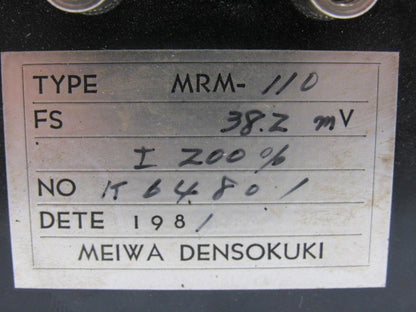 TYPE MRM-110
FS 38.2 mV
I 200%
NO K64801
DETE 1981
MEIWA DENSOKUKI